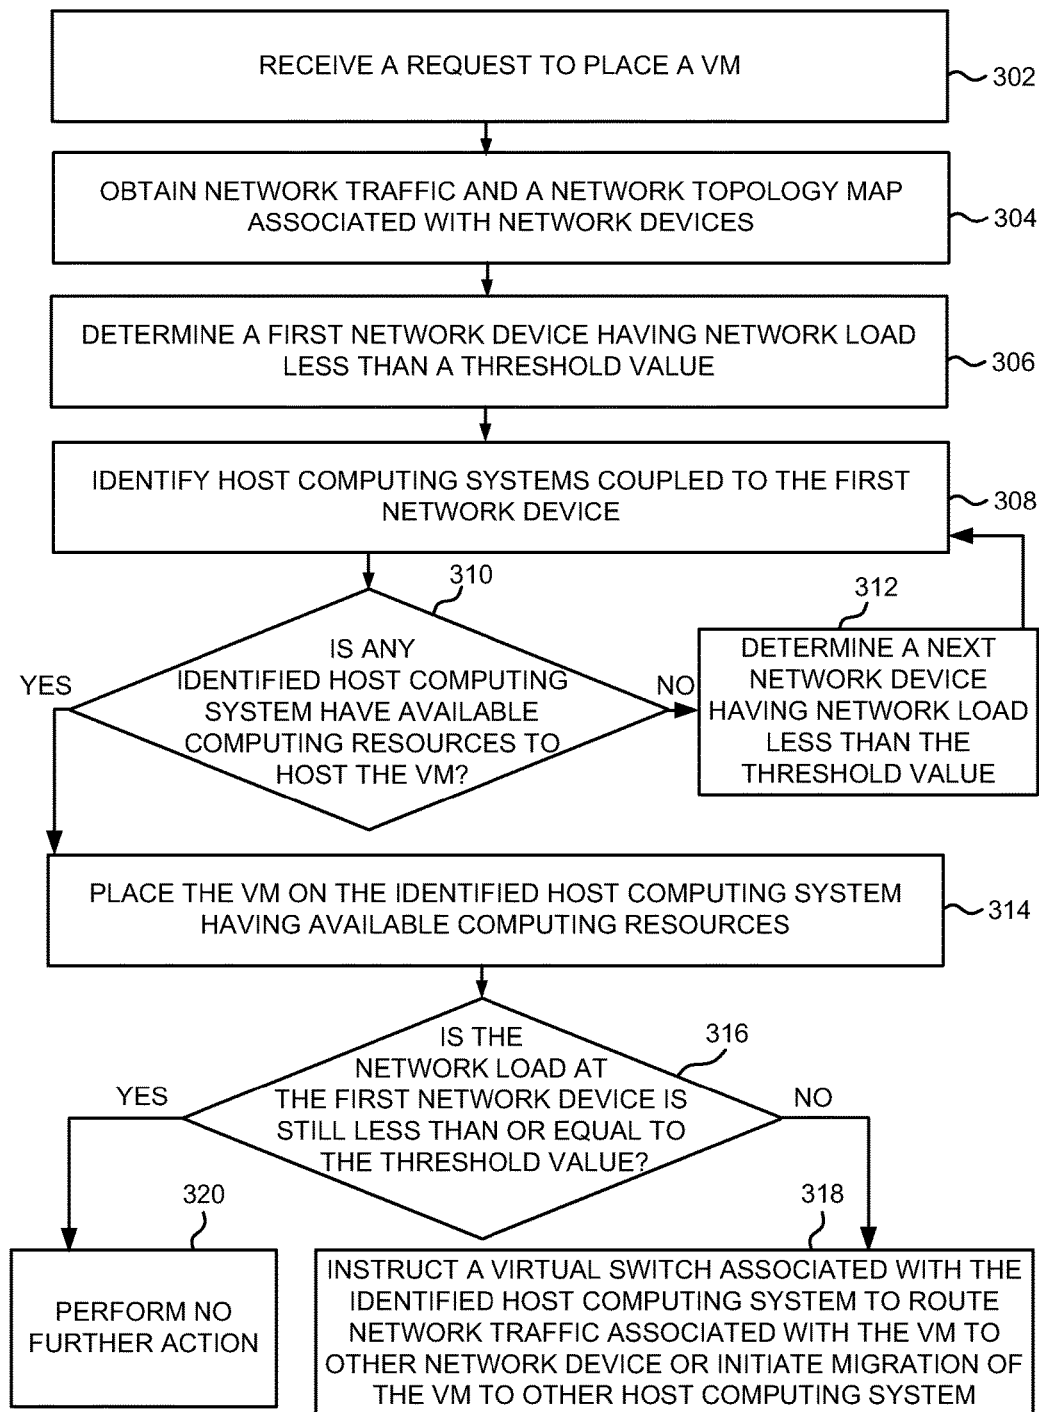 RECEIVE A REQUEST TO PLACE A VM
302
OBTAIN NETWORK TRAFFIC AND A NETWORK TOPOLOGY MAP
ASSOCIATED WITH NETWORK DEVICES
304
DETERMINE A FIRST NETWORK DEVICE HAVING NETWORK LOAD
LESS THAN A THRESHOLD VALUE
306
IDENTIFY HOST COMPUTING SYSTEMS COUPLED TO THE FIRST
NETWORK DEVICE
308
310
IS ANY
IDENTIFIED HOST COMPUTING
SYSTEM HAVE AVAILABLE
COMPUTING RESOURCES TO
HOST THE VM?
YES
NO
312
DETERMINE A NEXT
NETWORK DEVICE
HAVING NETWORK LOAD
LESS THAN THE
THRESHOLD VALUE
PLACE THE VM ON THE IDENTIFIED HOST COMPUTING SYSTEM
HAVING AVAILABLE COMPUTING RESOURCES
314
IS THE
NETWORK LOAD AT
THE FIRST NETWORK DEVICE IS
STILL LESS THAN OR EQUAL TO
THE THRESHOLD VALUE?
316
YES
NO
320
PERFORM NO
FURTHER ACTION
318
INSTRUCT A VIRTUAL SWITCH ASSOCIATED WITH THE
IDENTIFIED HOST COMPUTING SYSTEM TO ROUTE
NETWORK TRAFFIC ASSOCIATED WITH THE VM TO
OTHER NETWORK DEVICE OR INITIATE MIGRATION OF
THE VM TO OTHER HOST COMPUTING SYSTEM